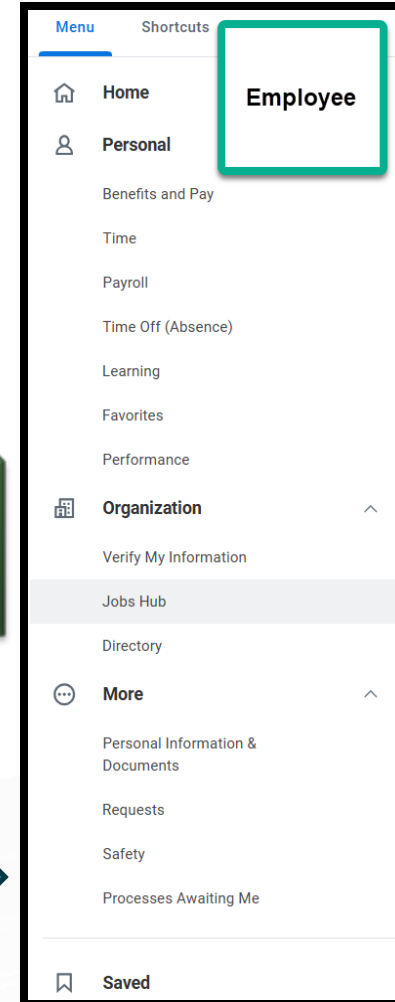 Menu
Shortcuts
Employee
Home
Personal
Benefits and Pay
Time
Payroll
Time Off (Absence)
Learning
Favorites
Performance
Organization
Verify My Information
Jobs Hub
Directory
More
Personal Information &
Documents
Requests
Safety
Processes Awaiting Me
Saved